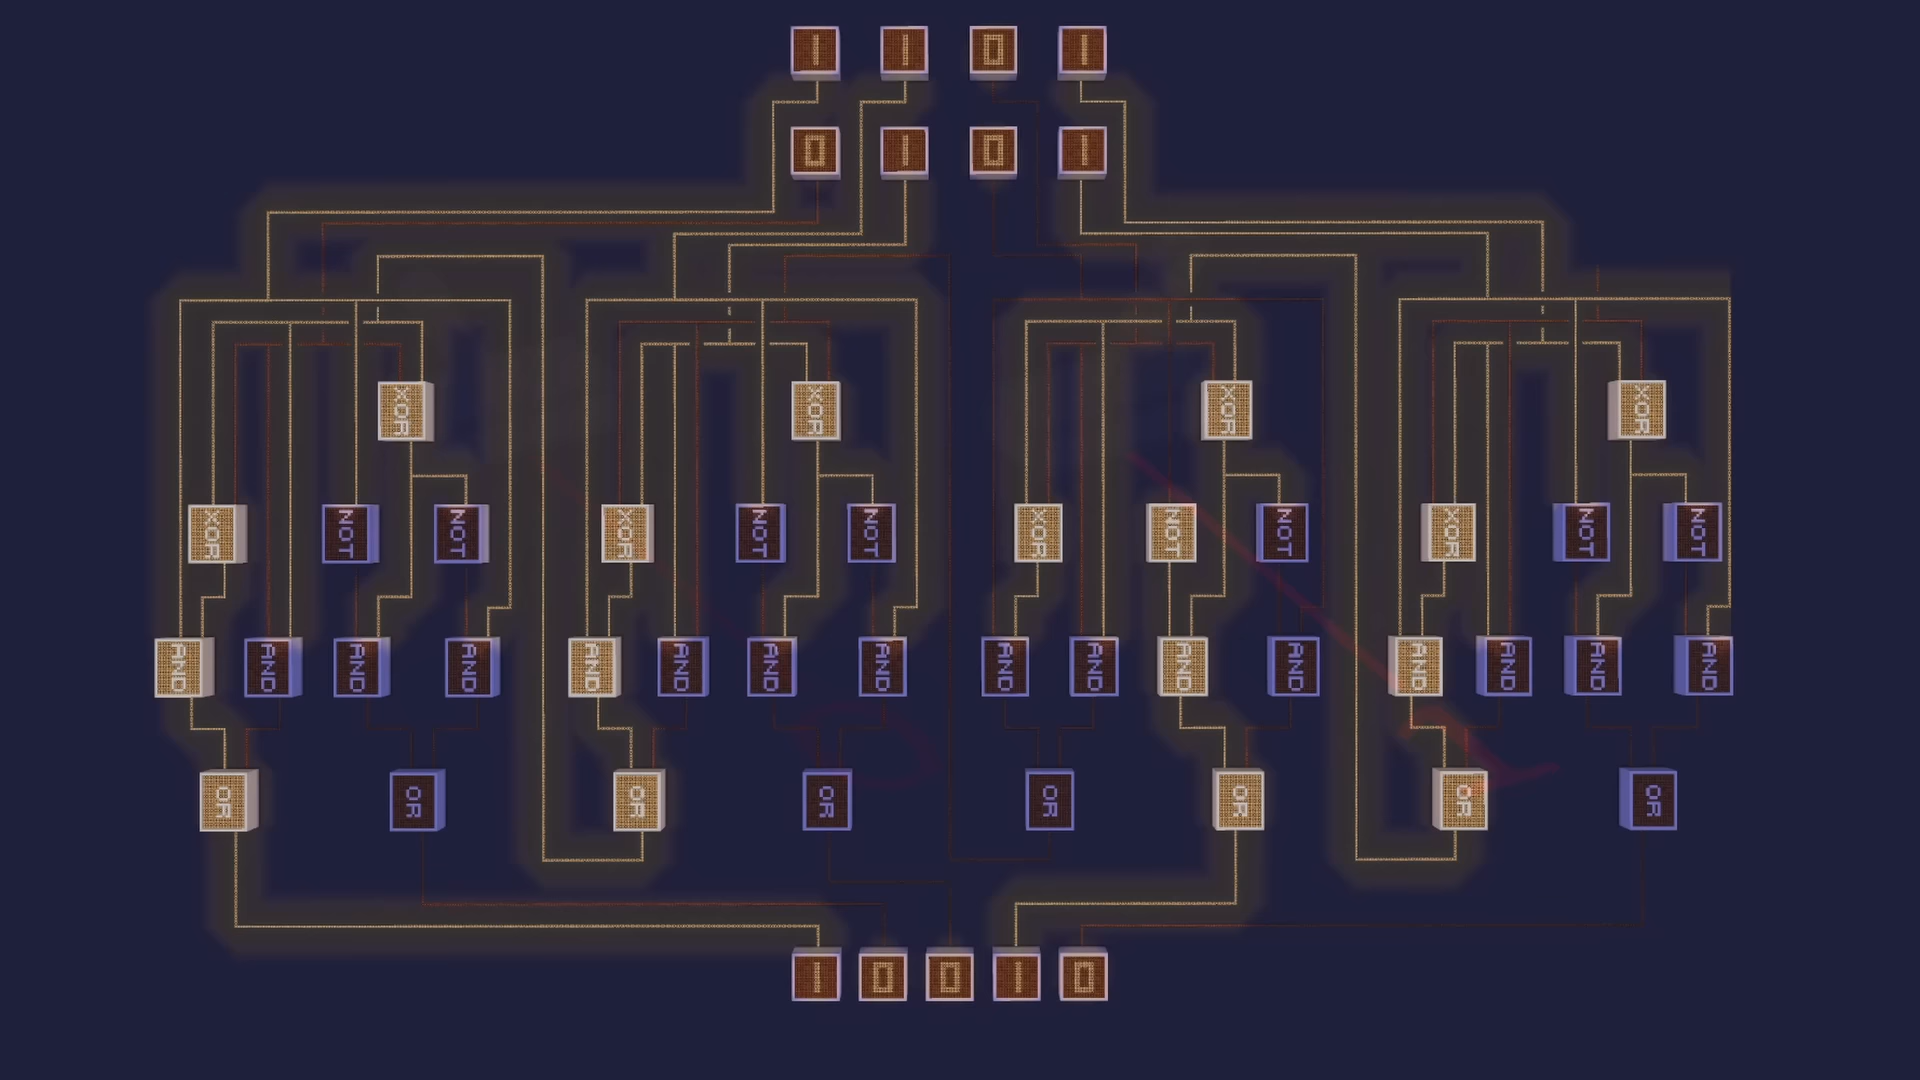 1 1 0 1
0 1 0 1
XOR XOR XOR XOR
XOR NOT NOT XOR NOT NOT XOR NOT NOT XOR NOT NOT
AND AND AND AND AND AND AND AND AND AND AND AND AND AND AND AND
OR OR OR OR OR OR OR OR
1 0 0 1 0